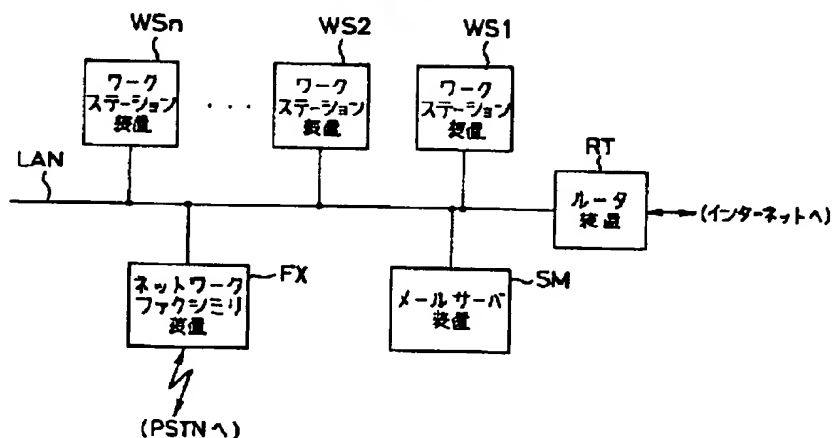 WSn
WS2
WS1
ワーク
ステーション
装置
...
ワーク
ステーション
装置
ワーク
ステーション
装置
LAN
RT
ルータ
装置
(インターネットへ)
ネットワーク
ファクシミリ
装置
FX
メールサーバ
装置
SM
(PSTNへ)